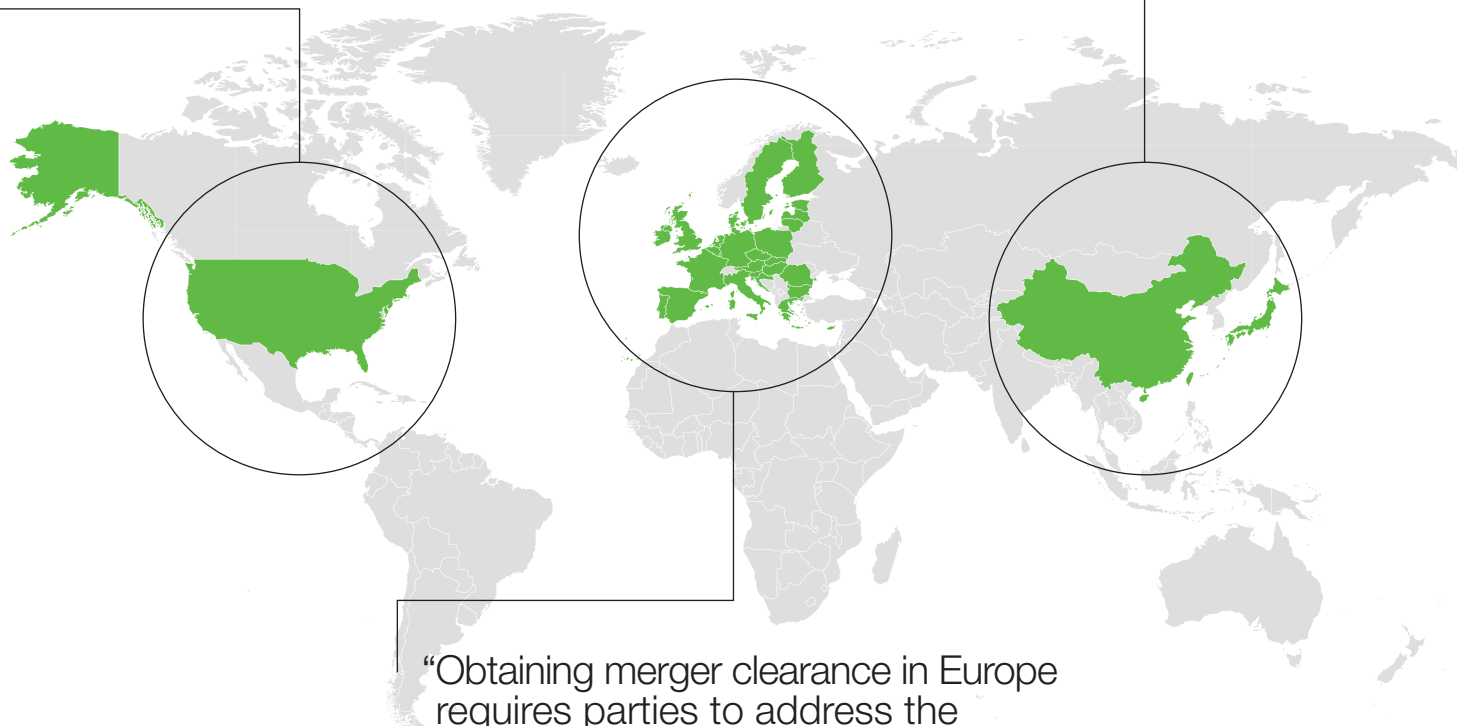 “Obtaining merger clearance in Europe
requires parties to address the